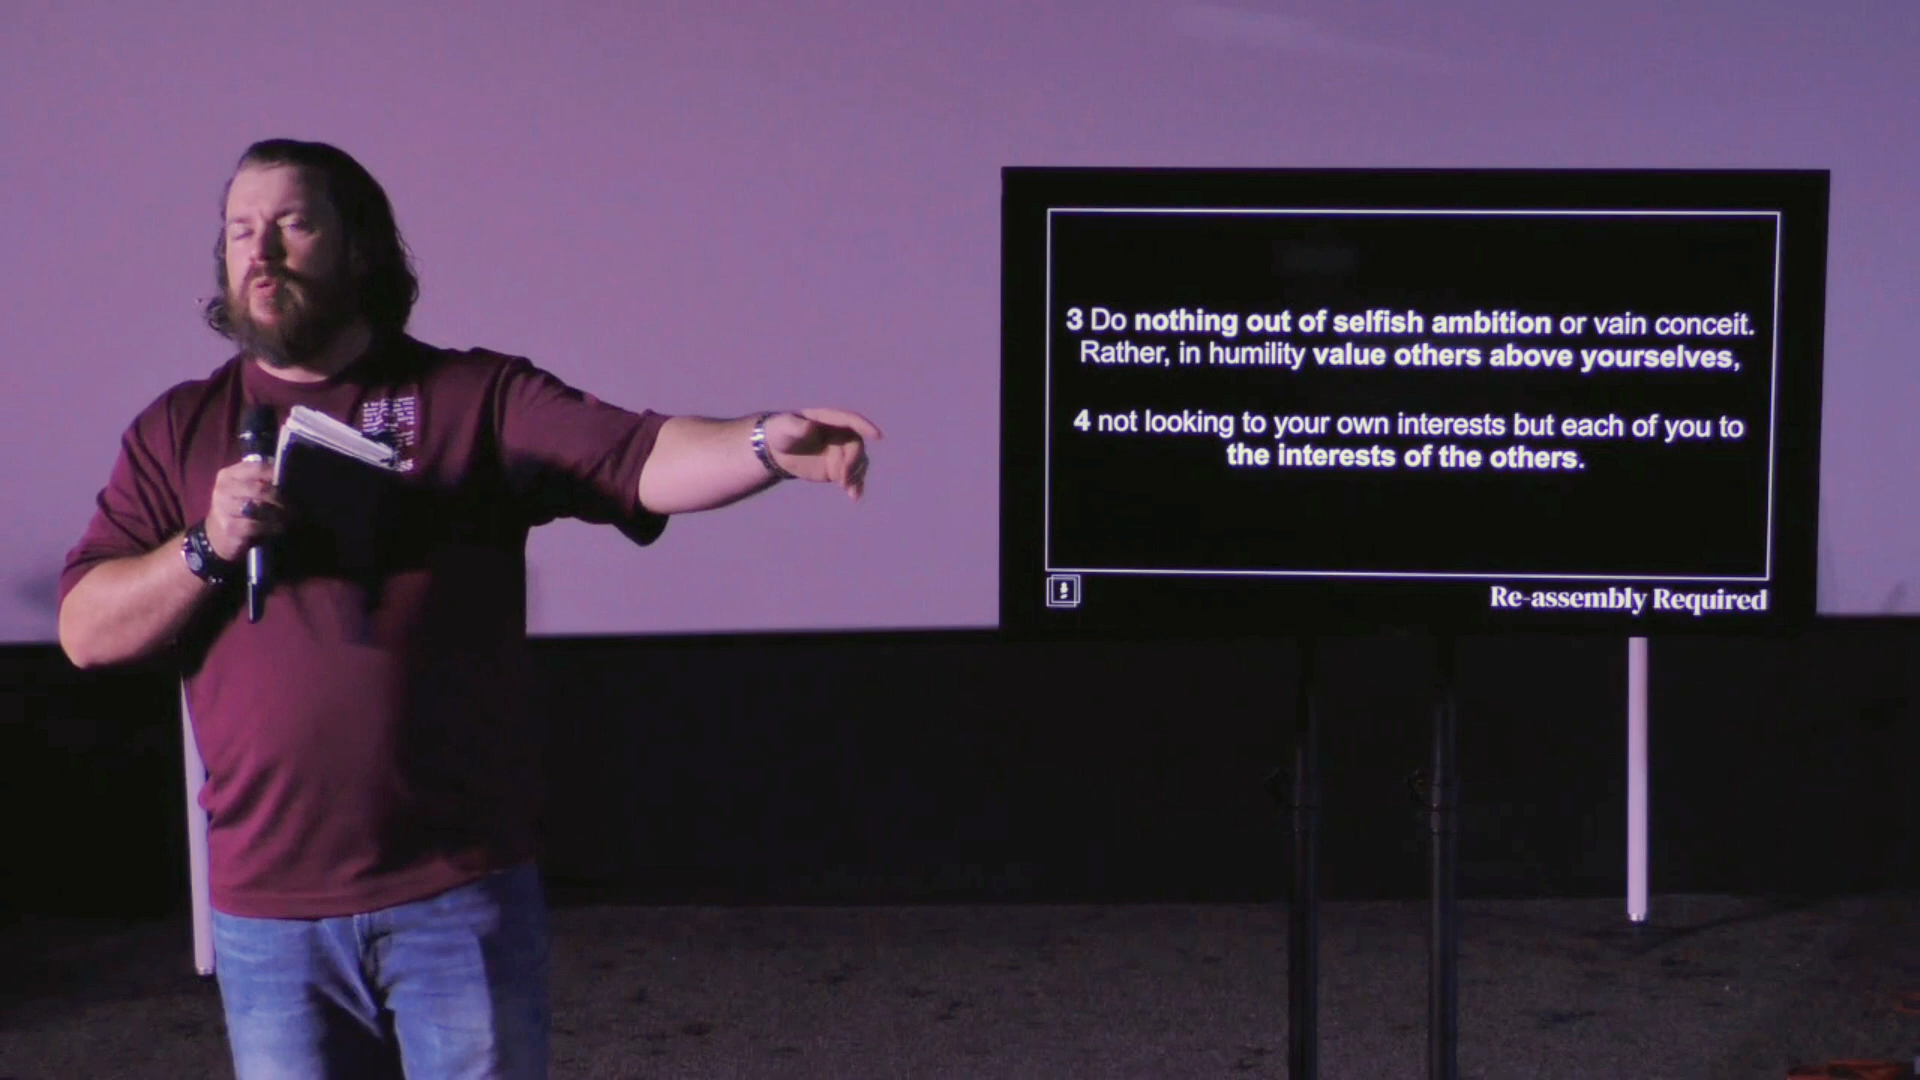 3 Do nothing out of selfish ambition or vain conceit.
Rather, in humility value others above yourselves,
4 not looking to your own interests but each of you to
the interests of the others.
Re-assembly Required